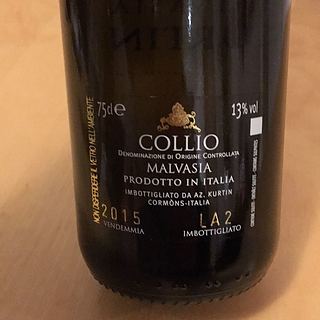 75cle
13% vol
COLLIO
DENOMINAZIONE DI ORIGINE CONTROLLATA
MALVASIA
PRODOTTO IN ITALIA
IMBOTTIGLIATO DA AZ. KURTIN
CORMÒNS-ITALIA
2015
VENDEMMIA
LA2
IMBOTTIGLIATO
NON DISPERDERE IL VETRO NELL'AMBIENTE